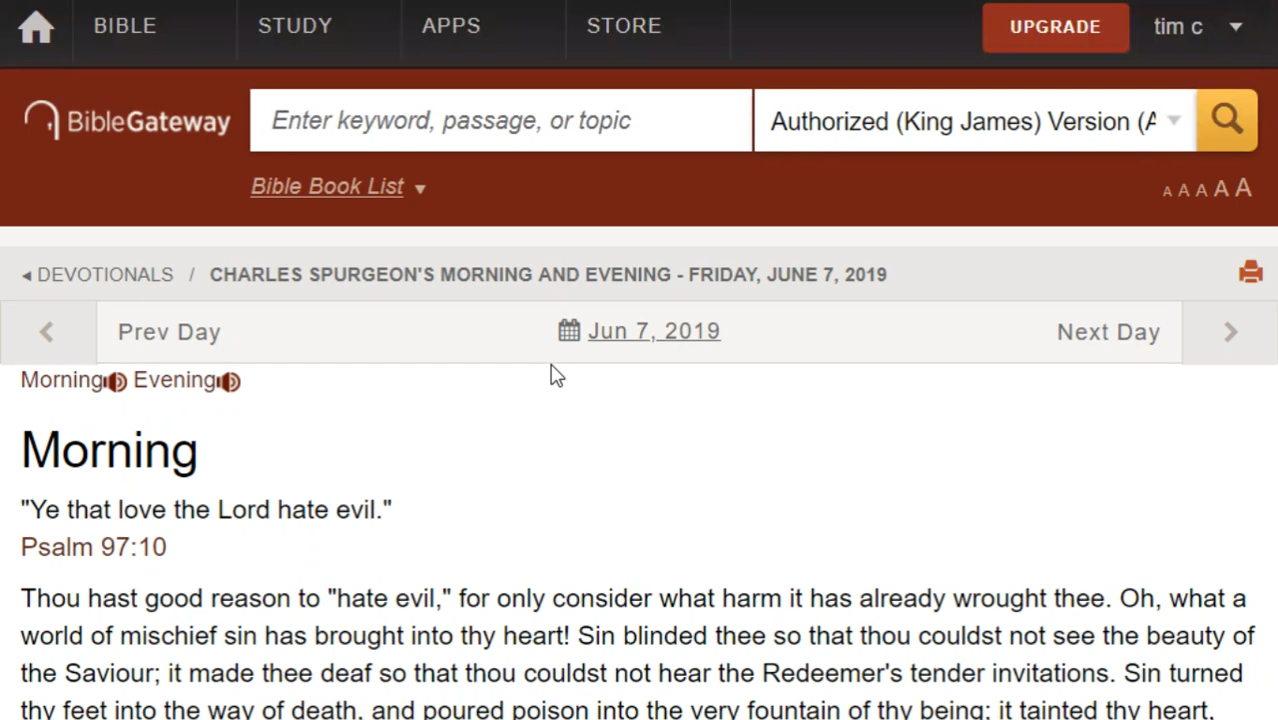 BIBLE STUDY APPS STORE UPGRADE tim c
BibleGateway Enter keyword, passage, or topic Authorized (King James) Version (A
Bible Book List A A A A A
DEVOTIONALS / CHARLES SPURGEON'S MORNING AND EVENING - FRIDAY, JUNE 7, 2019
Prev Day Jun 7, 2019 Next Day
Morning Evening
Morning
"Ye that love the Lord hate evil."
Psalm 97:10
Thou hast good reason to "hate evil," for only consider what harm it has already wrought thee. Oh, what a
world of mischief sin has brought into thy heart! Sin blinded thee so that thou couldst not see the beauty of
the Saviour; it made thee deaf so that thou couldst not hear the Redeemer's tender invitations. Sin turned
thy feet into the way of death, and poured poison into the very fountain of thy being; it tainted thy heart,